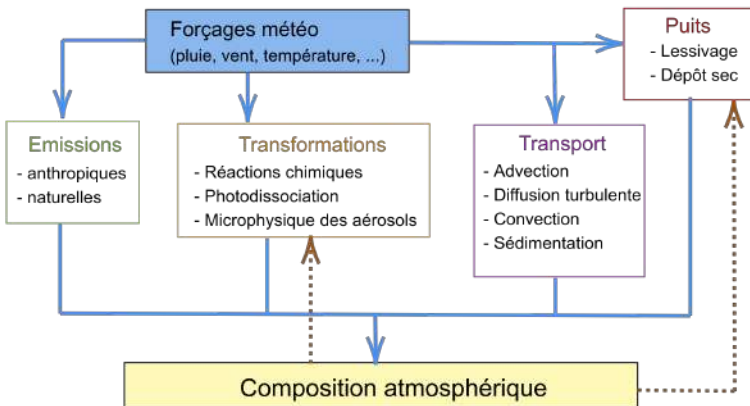 Forçages météo
(pluie, vent, température, ...)
Puits
- Lessivage
- Dépôt sec
Emissions
- anthropiques
- naturelles
Transformations
- Réactions chimiques
- Photodissociation
- Microphysique des aérosols
Transport
- Advection
- Diffusion turbulente
- Convection
- Sédimentation
Composition atmosphérique